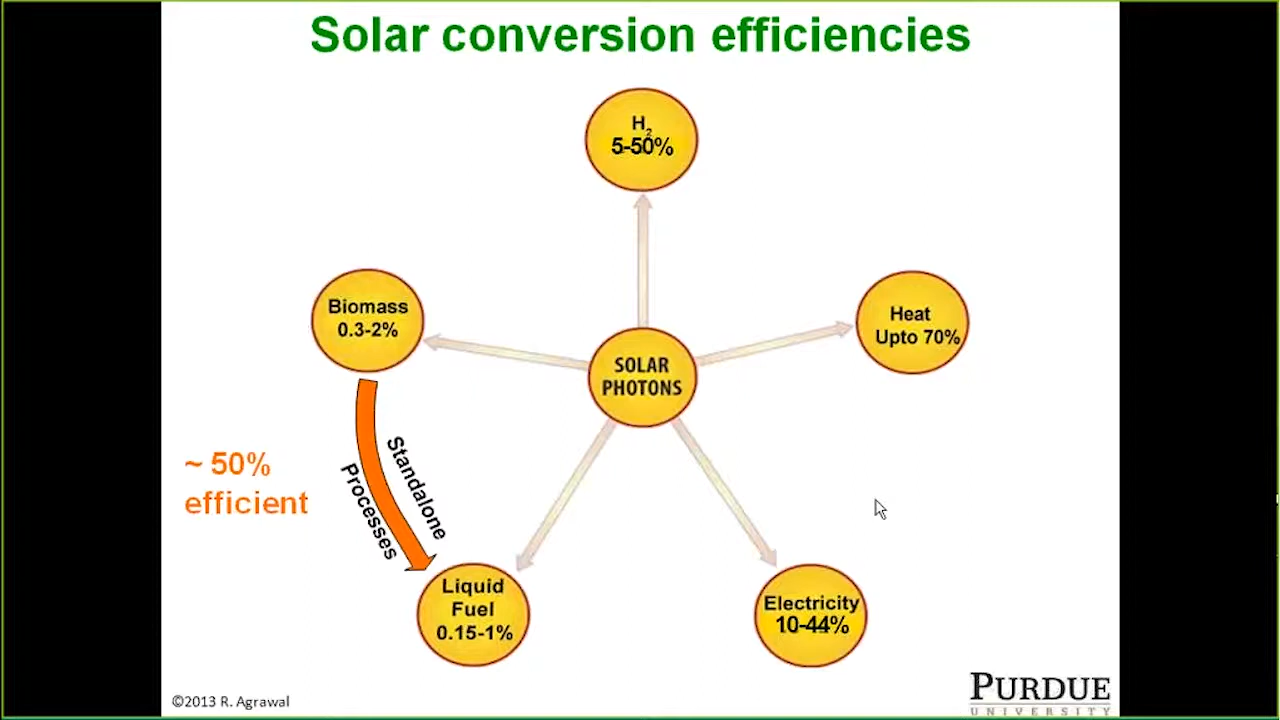 Solar conversion efficiencies
H2
5-50%
Biomass
0.3-2%
Heat
Upto 70%
SOLAR
PHOTONS
~ 50%
efficient
Standalone
Processes
Liquid
Fuel
0.15-1%
Electricity
10-44%
©2013 R. Agrawal
PURDUE
UNIVERSITY